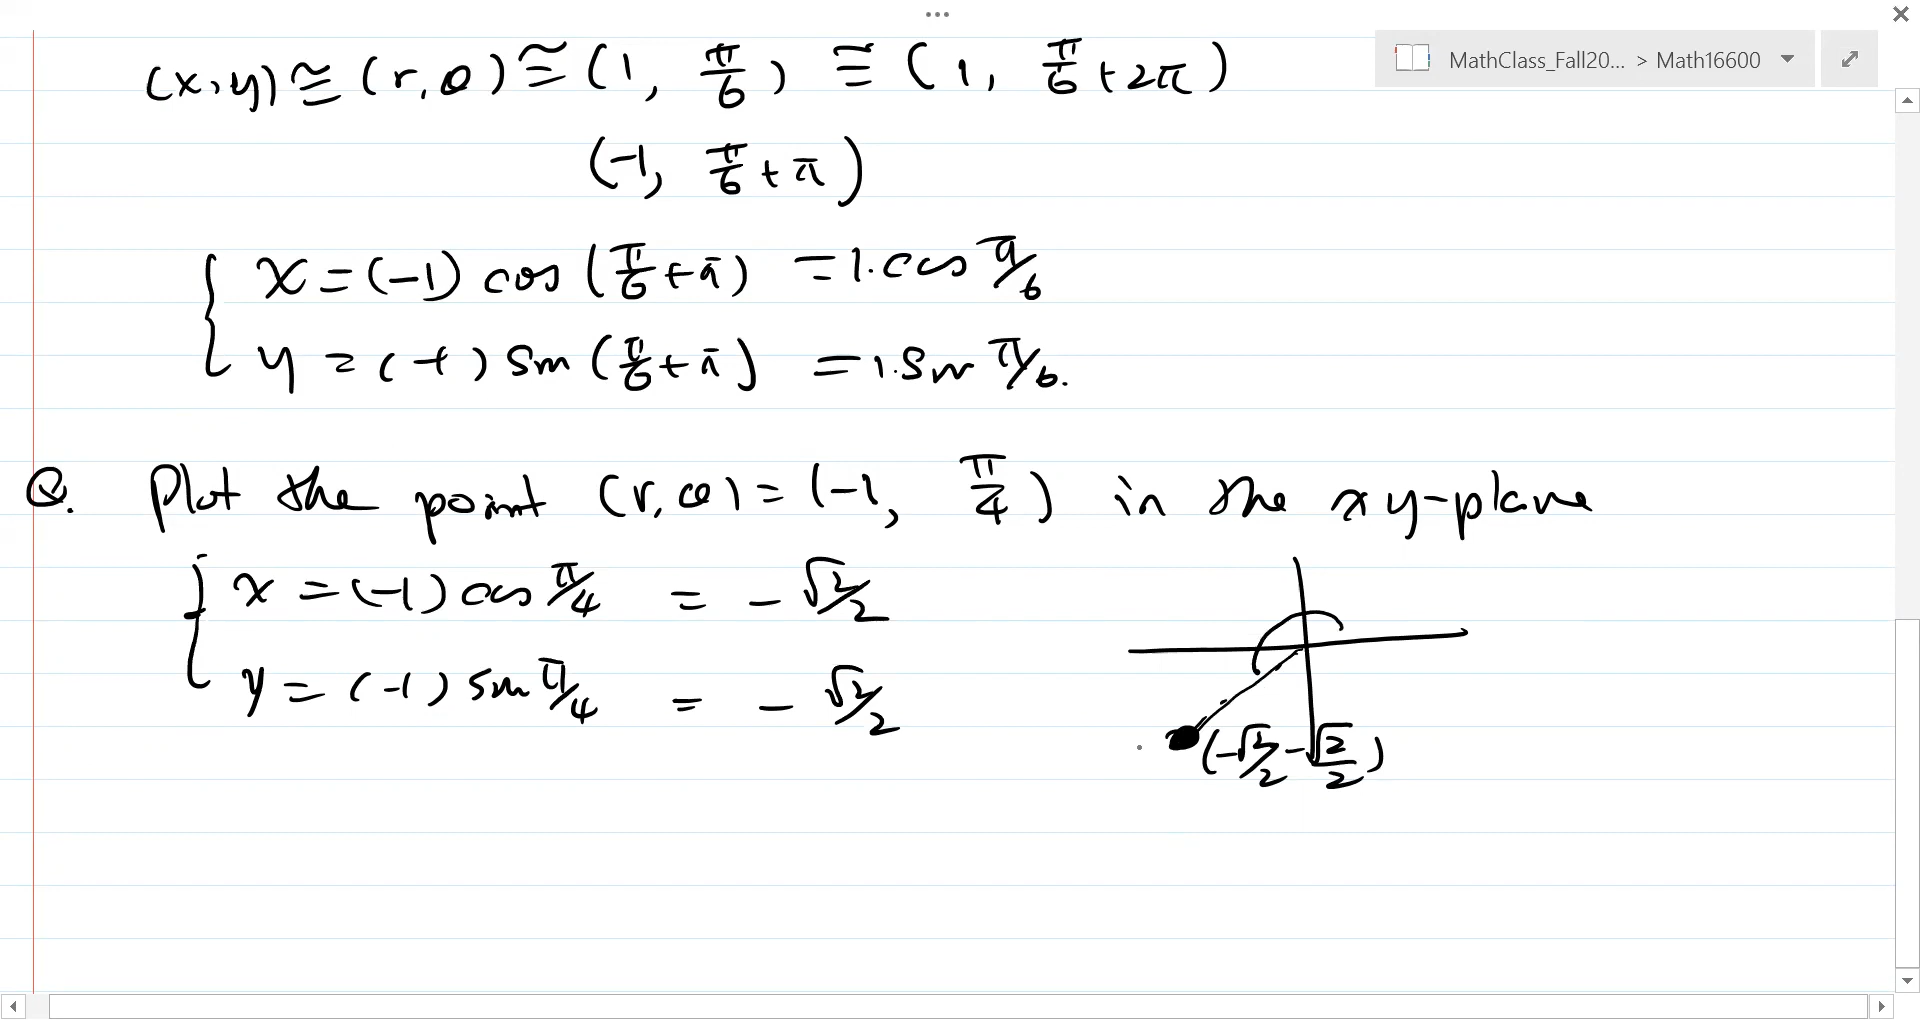 (x,y) ≅ (r,θ) ≅ (1, π/6) ≡ (1, π/6+2π)
MathClass_Fall20... > Math16600
(-1, π/6+π)
{ x = (-1) cos (π/6+π) = 1·cos π/6
y = (-1) sin (π/6+π) = 1·sin π/6.
Q. Plot the point (r,θ) = (-1, π/4) in the xy-plane
{ x = (-1) cos π/4 = - √2/2
y = (-1) sin π/4 = - √2/2
(-√2/2 -√2/2)